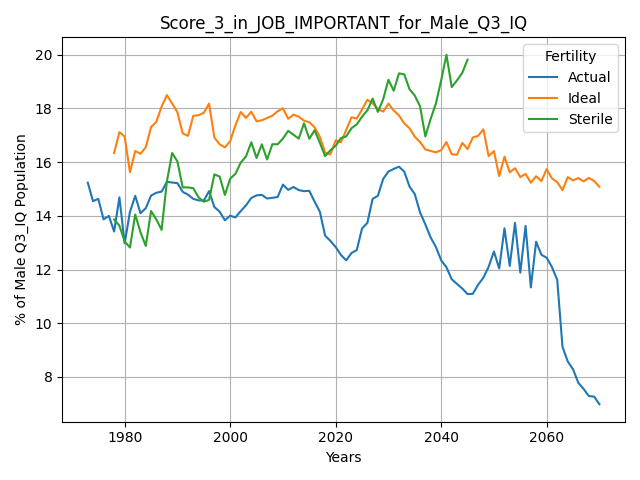 Score_3_in_JOB_IMPORTANT_for_Male_Q3_IQ
Fertility
Actual
Ideal
Sterile
% of Male Q3_IQ Population
20
18
16
14
12
10
8
1980
2000
2020
2040
2060
Years